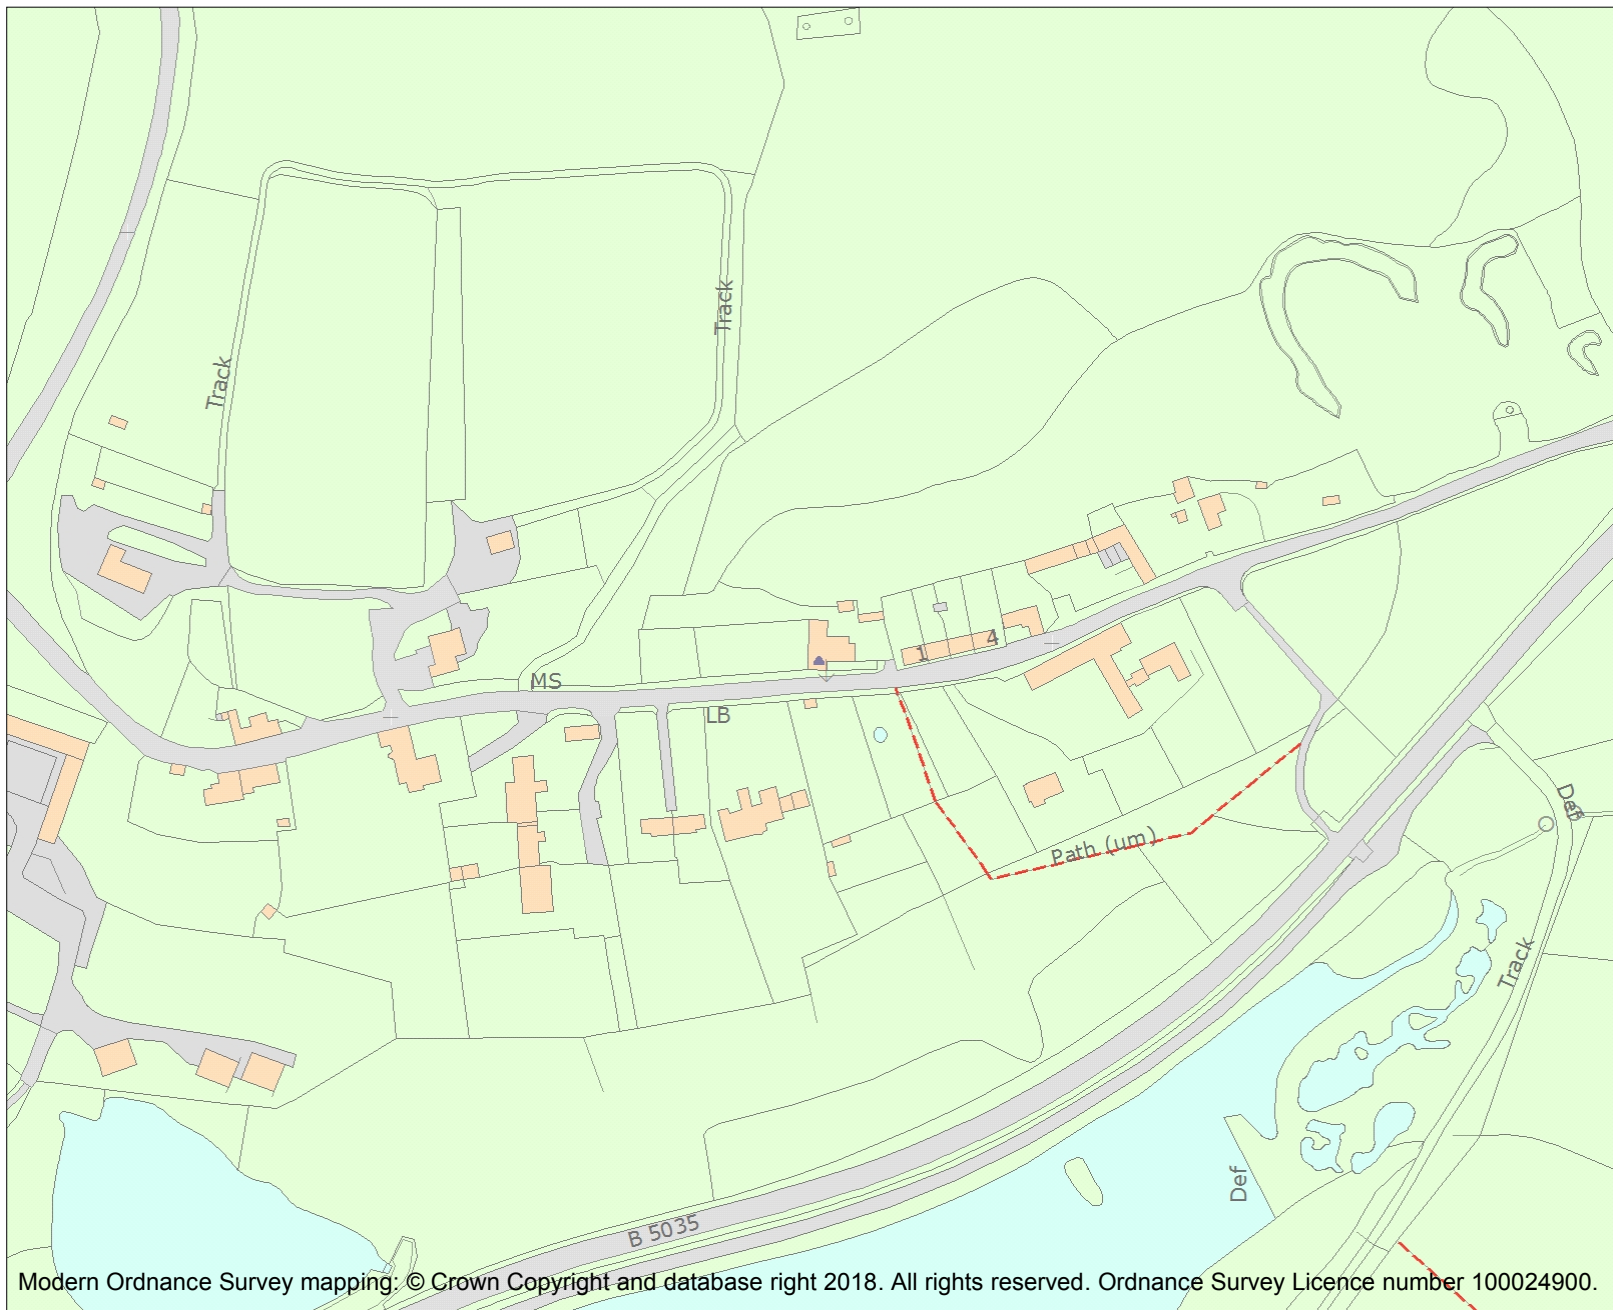 Track
Track
4
1
MS
LB
Path (um)
Def
Track
Def
B 5035
Modern Ordnance Survey mapping: © Crown Copyright and database right 2018. All rights reserved. Ordnance Survey Licence number 100024900.